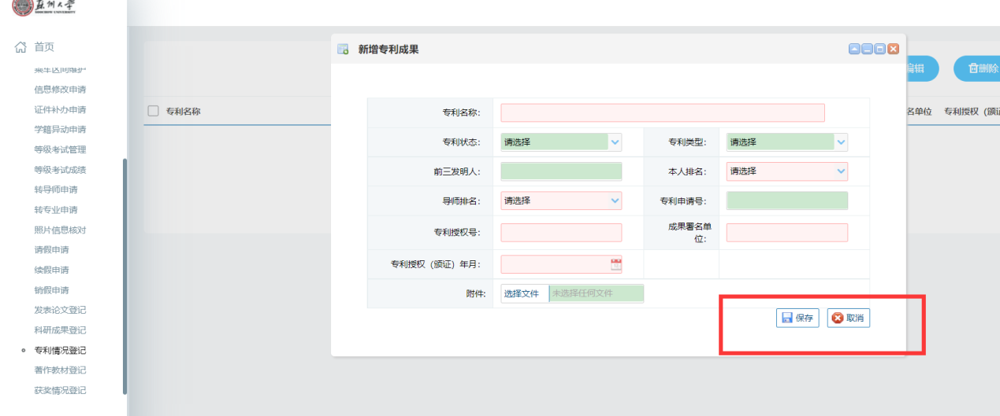 苏州大学
SOOCHOW UNIVERSITY
首页
乘车区间维护
信息修改申请
证件补办申请
学籍异动申请
等级考试管理
等级考试成绩
转导师申请
转专业申请
照片信息核对
请假申请
续假申请
销假申请
发表论文登记
科研成果登记
专利情况登记
著作教材登记
获奖情况登记
新增专利成果
编辑
删除
专利名称
名单位
专利授权（颁证
专利名称:
专利状态:
请选择
专利类型:
请选择
前三发明人:
本人排名:
请选择
导师排名:
请选择
专利申请号:
专利授权号:
成果署名单
位:
专利授权（颁证）年月:
附件:
选择文件
未选择任何文件
保存
取消